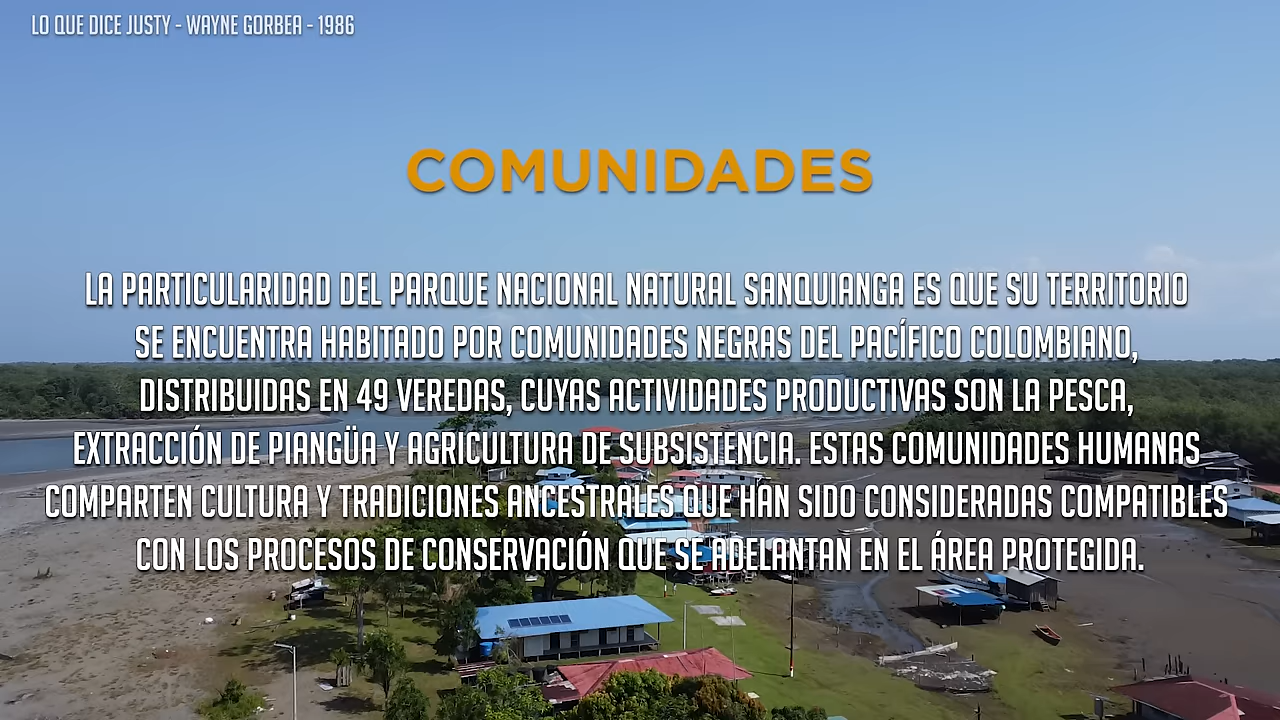 LO QUE DICE JUSTY - WAYNE GORBEA - 1986
COMUNIDADES
LA PARTICULARIDAD DEL PARQUE NACIONAL NATURAL SANQUIANGA ES QUE SU TERRITORIO
SE ENCUENTRA HABITADO POR COMUNIDADES NEGRAS DEL PACÍFICO COLOMBIANO,
DISTRIBUIDAS EN 49 VEREDAS, CUYAS ACTIVIDADES PRODUCTIVAS SON LA PESCA,
EXTRACCIÓN DE PIANGÜA Y AGRICULTURA DE SUBSISTENCIA. ESTAS COMUNIDADES HUMANAS
COMPARTEN CULTURA Y TRADICIONES ANCESTRALES QUE HAN SIDO CONSIDERADAS COMPATIBLES
CON LOS PROCESOS DE CONSERVACIÓN QUE SE ADELANTAN EN EL ÁREA PROTEGIDA.